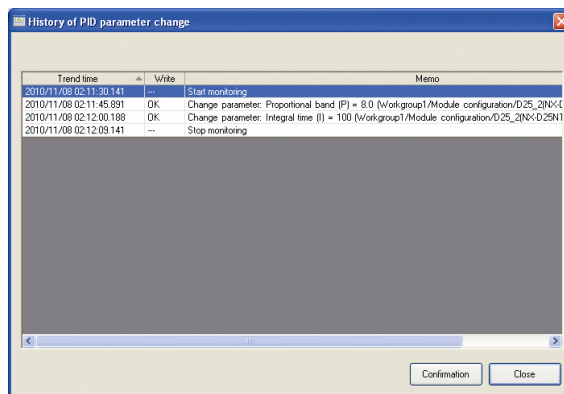 History of PID parameter change
Trend time Write Memo
2010/11/08 02:11:30.141 --- Start monitoring
2010/11/08 02:11:45.891 OK Change parameter: Proportional band (P) = 8.0 (Workgroup1/Module configuration/D25_2(NX-D
2010/11/08 02:12:00.188 OK Change parameter: Integral time (I) = 100 (Workgroup1/Module configuration/D25_2(NX-D25N1
2010/11/08 02:12:09.141 --- Stop monitoring
Confirmation Close